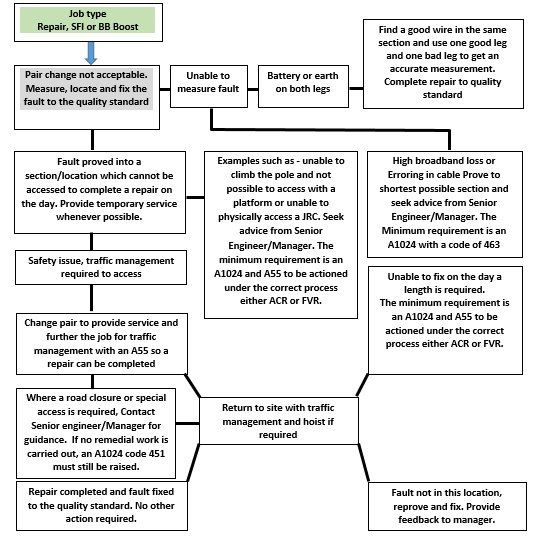 Job type
Repair, SFI or BB Boost
Find a good wire in the same
section and use one good leg
and one bad leg to get an
accurate measurement.
Complete repair to quality
standard
Pair change not acceptable.
Measure, locate and fix the
fault to the quality standard
Unable to
measure fault
Battery or earth
on both legs
Fault proved into a
section/location which cannot be
accessed to complete a repair on
the day. Provide temporary service
whenever possible.
Examples such as - unable to
climb the pole and not
possible to access with a
platform or unable to
physically access a JRC. Seek
advice from Senior
Engineer/Manager. The
minimum requirement is an
A1024 and A55 to be actioned
under the correct process
either ACR or FVR.
High broadband loss or
Erroring in cable Prove to
shortest possible section and
seek advice from Senior
Engineer/Manager. The
Minimum requirement is an
A1024 with a code of 463
Safety issue, traffic management
required to access
Unable to fix on the day a
length is required.
The minimum requirement is
an A1024 and A55 to be
actioned under the correct
process either ACR or FVR.
Change pair to provide service and
further the job for traffic
management with an A55 so a
repair can be completed
Where a road closure or special
access is required, Contact
Senior engineer/Manager for
guidance. If no remedial work is
carried out, an A1024 code 451
must still be raised.
Return to site with traffic
management and hoist if
required
Repair completed and fault fixed
to the quality standard. No other
action required.
Fault not in this location,
reprove and fix. Provide
feedback to manager.